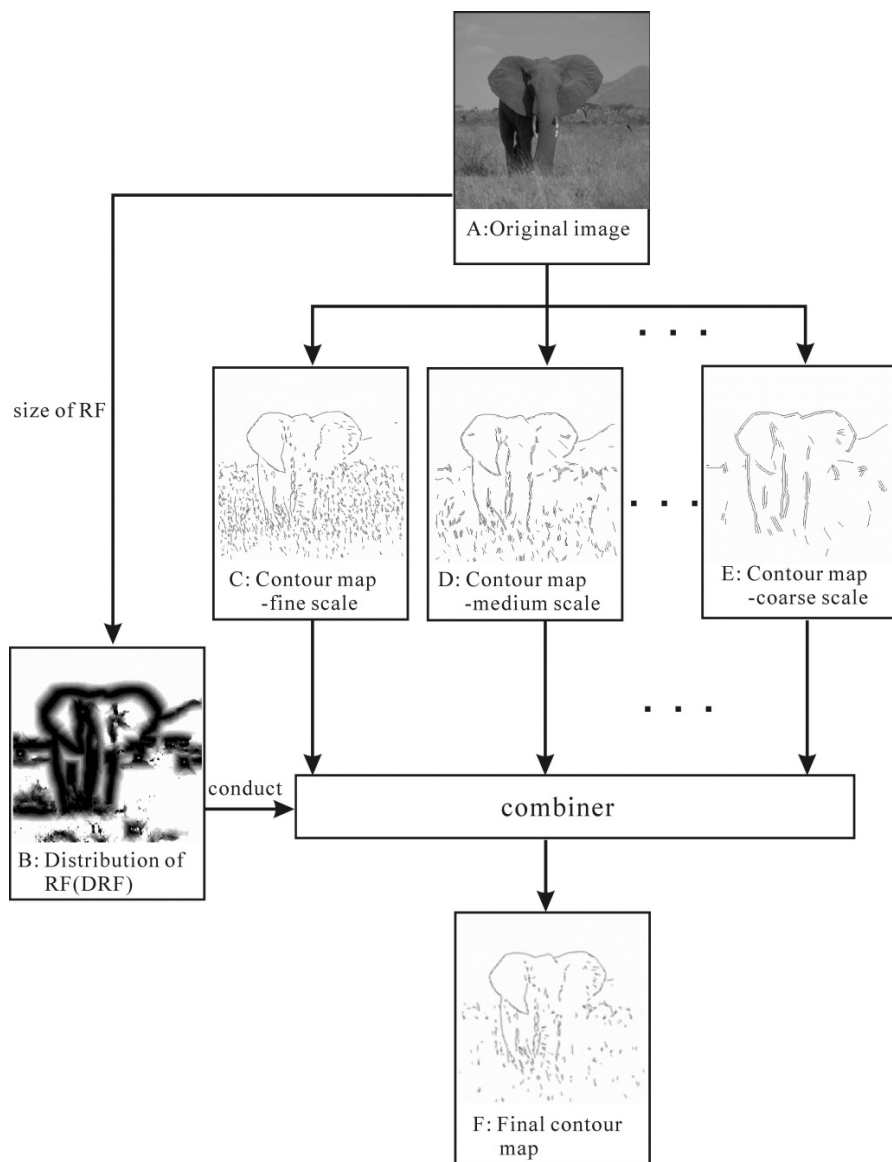 A:Original image
. . .
size of RF
C: Contour map
-fine scale
D: Contour map
-medium scale
. . .
E: Contour map
-coarse scale
. . .
B: Distribution of
RF(DRF)
conduct
combiner
F: Final contour
map